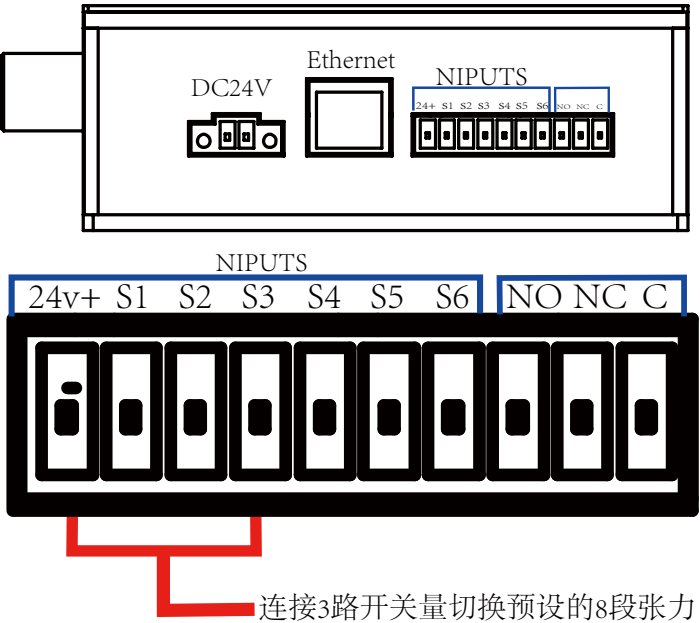 Ethernet
DC24V
NIPUTS
24+ S1 S2 S3 S4 S5 S6 NO NC C
NIPUTS
24v+ S1 S2 S3 S4 S5 S6 NO NC C
连接3路开关量切换预设的8段张力